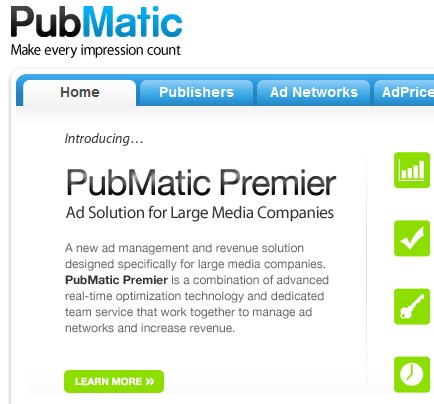 PubMatic
Make every impression count
Home
Publishers
Ad Networks
AdPrice
Introducing...
PubMatic Premier
Ad Solution for Large Media Companies
A new ad management and revenue solution
designed specifically for large media companies.
PubMatic Premier is a combination of advanced
real-time optimization technology and dedicated
team service that work together to manage ad
networks and increase revenue.
LEARN MORE »